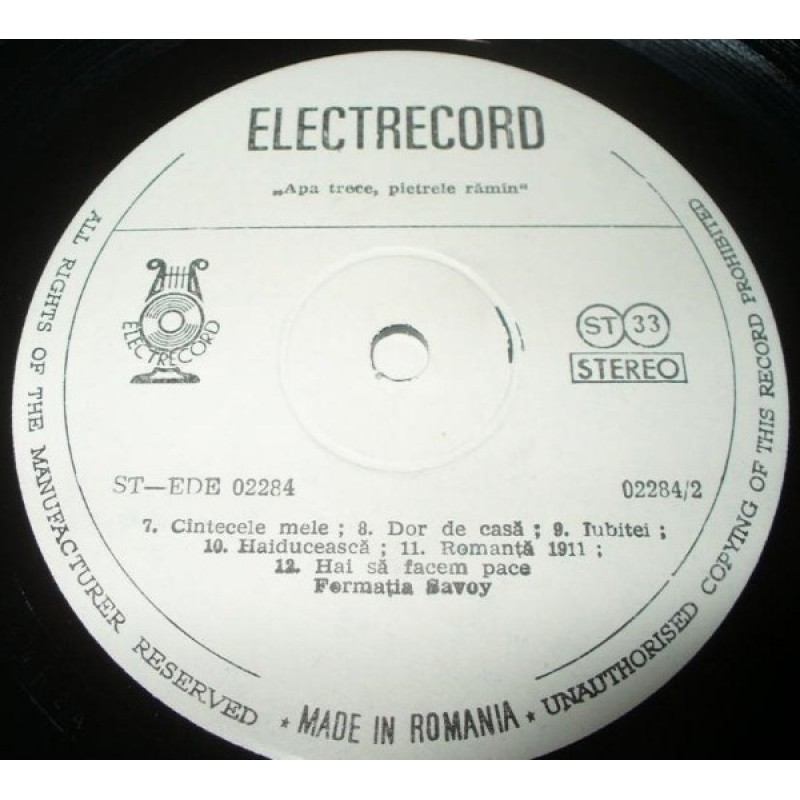 ELECTRECORD
„Apa trece, pietrele rămîn“
ELECTRECORD
ST 33
STEREO
ST—EDE 02284
02284/2
7. Cîntecele mele ; 8. Dor de casă ; 9. Iubitei ;
10. Haiducească ; 11. Romanță 1911 ;
12. Hai să facem pace
Formația Savoy
ALL RIGHTS OF THE MANUFACTURER RESERVED * MADE IN ROMANIA * UNAUTHORISED COPYING OF THIS RECORD PROHIBITED